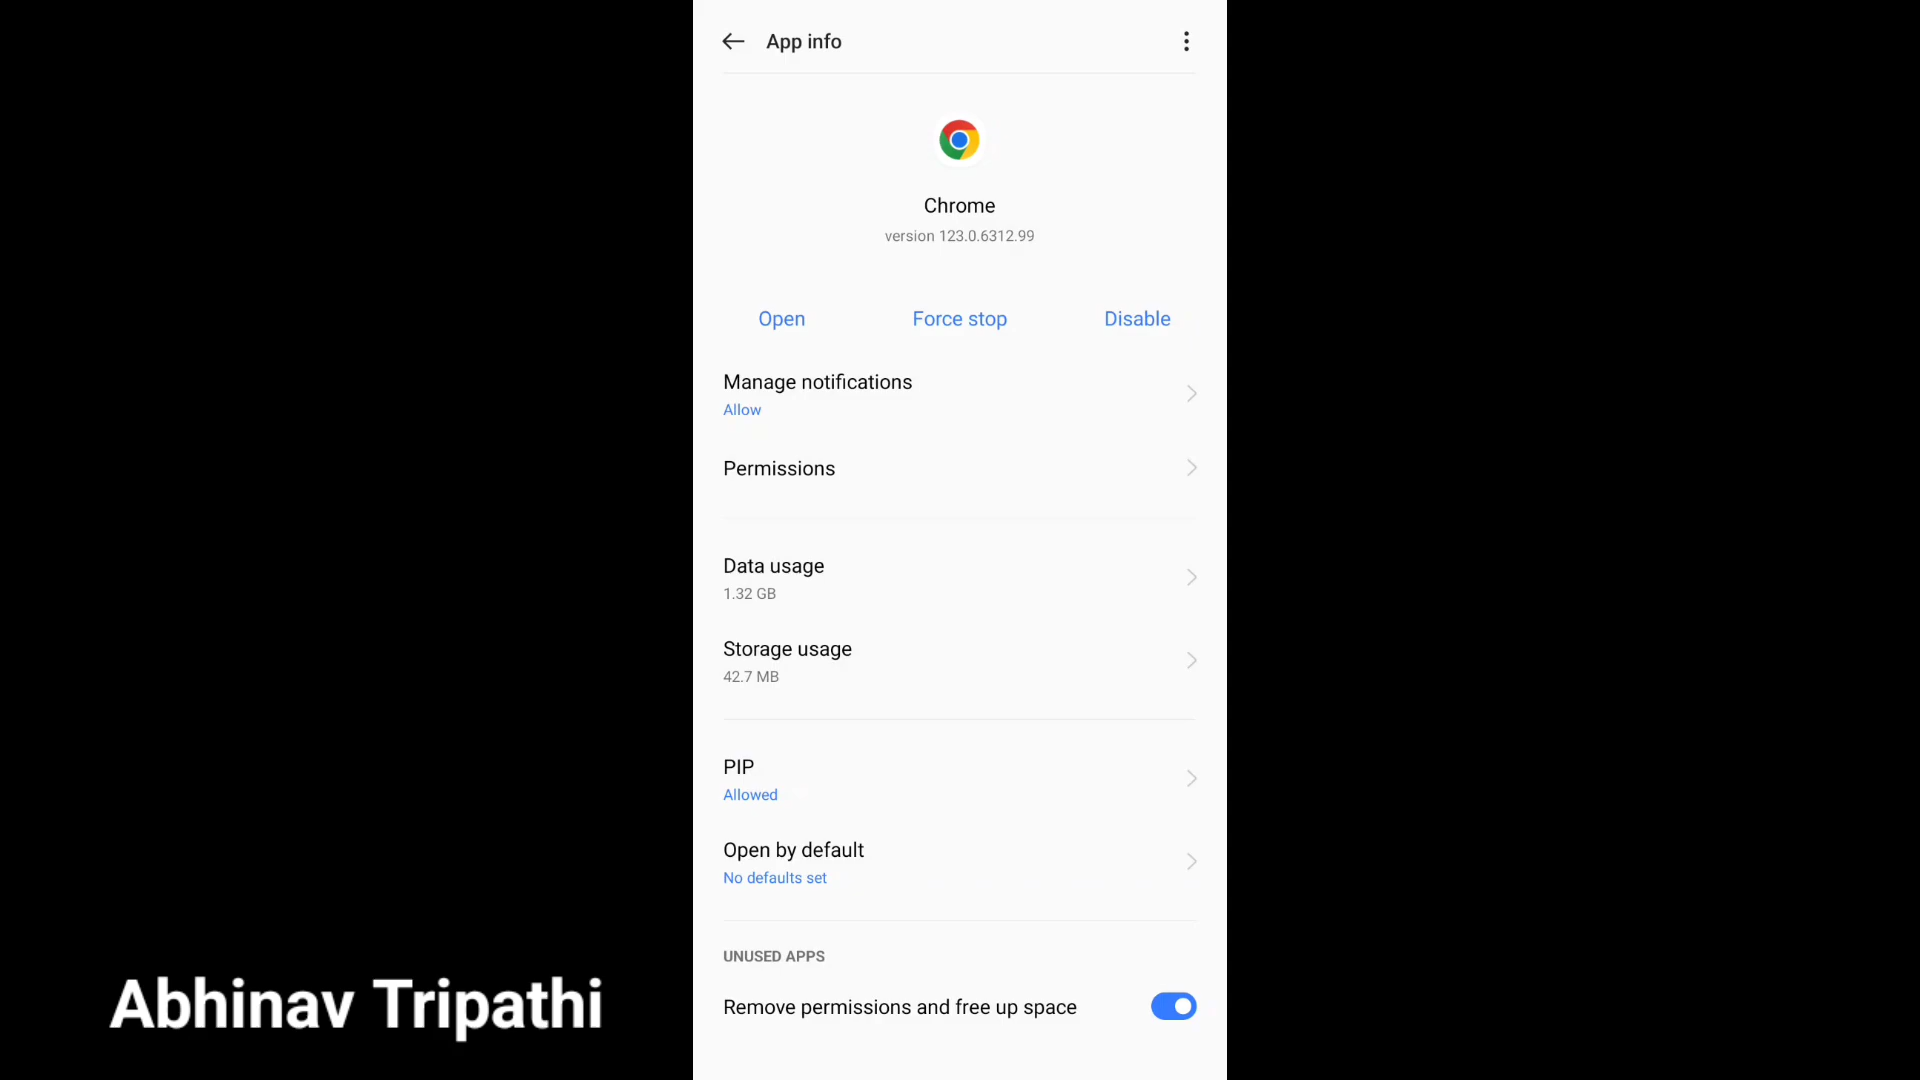 App info
Chrome
version 123.0.6312.99
Open Force stop Disable
Manage notifications
Allow
Permissions
Data usage
1.32 GB
Storage usage
42.7 MB
PIP
Allowed
Open by default
No defaults set
UNUSED APPS
Remove permissions and free up space
Abhinav Tripathi